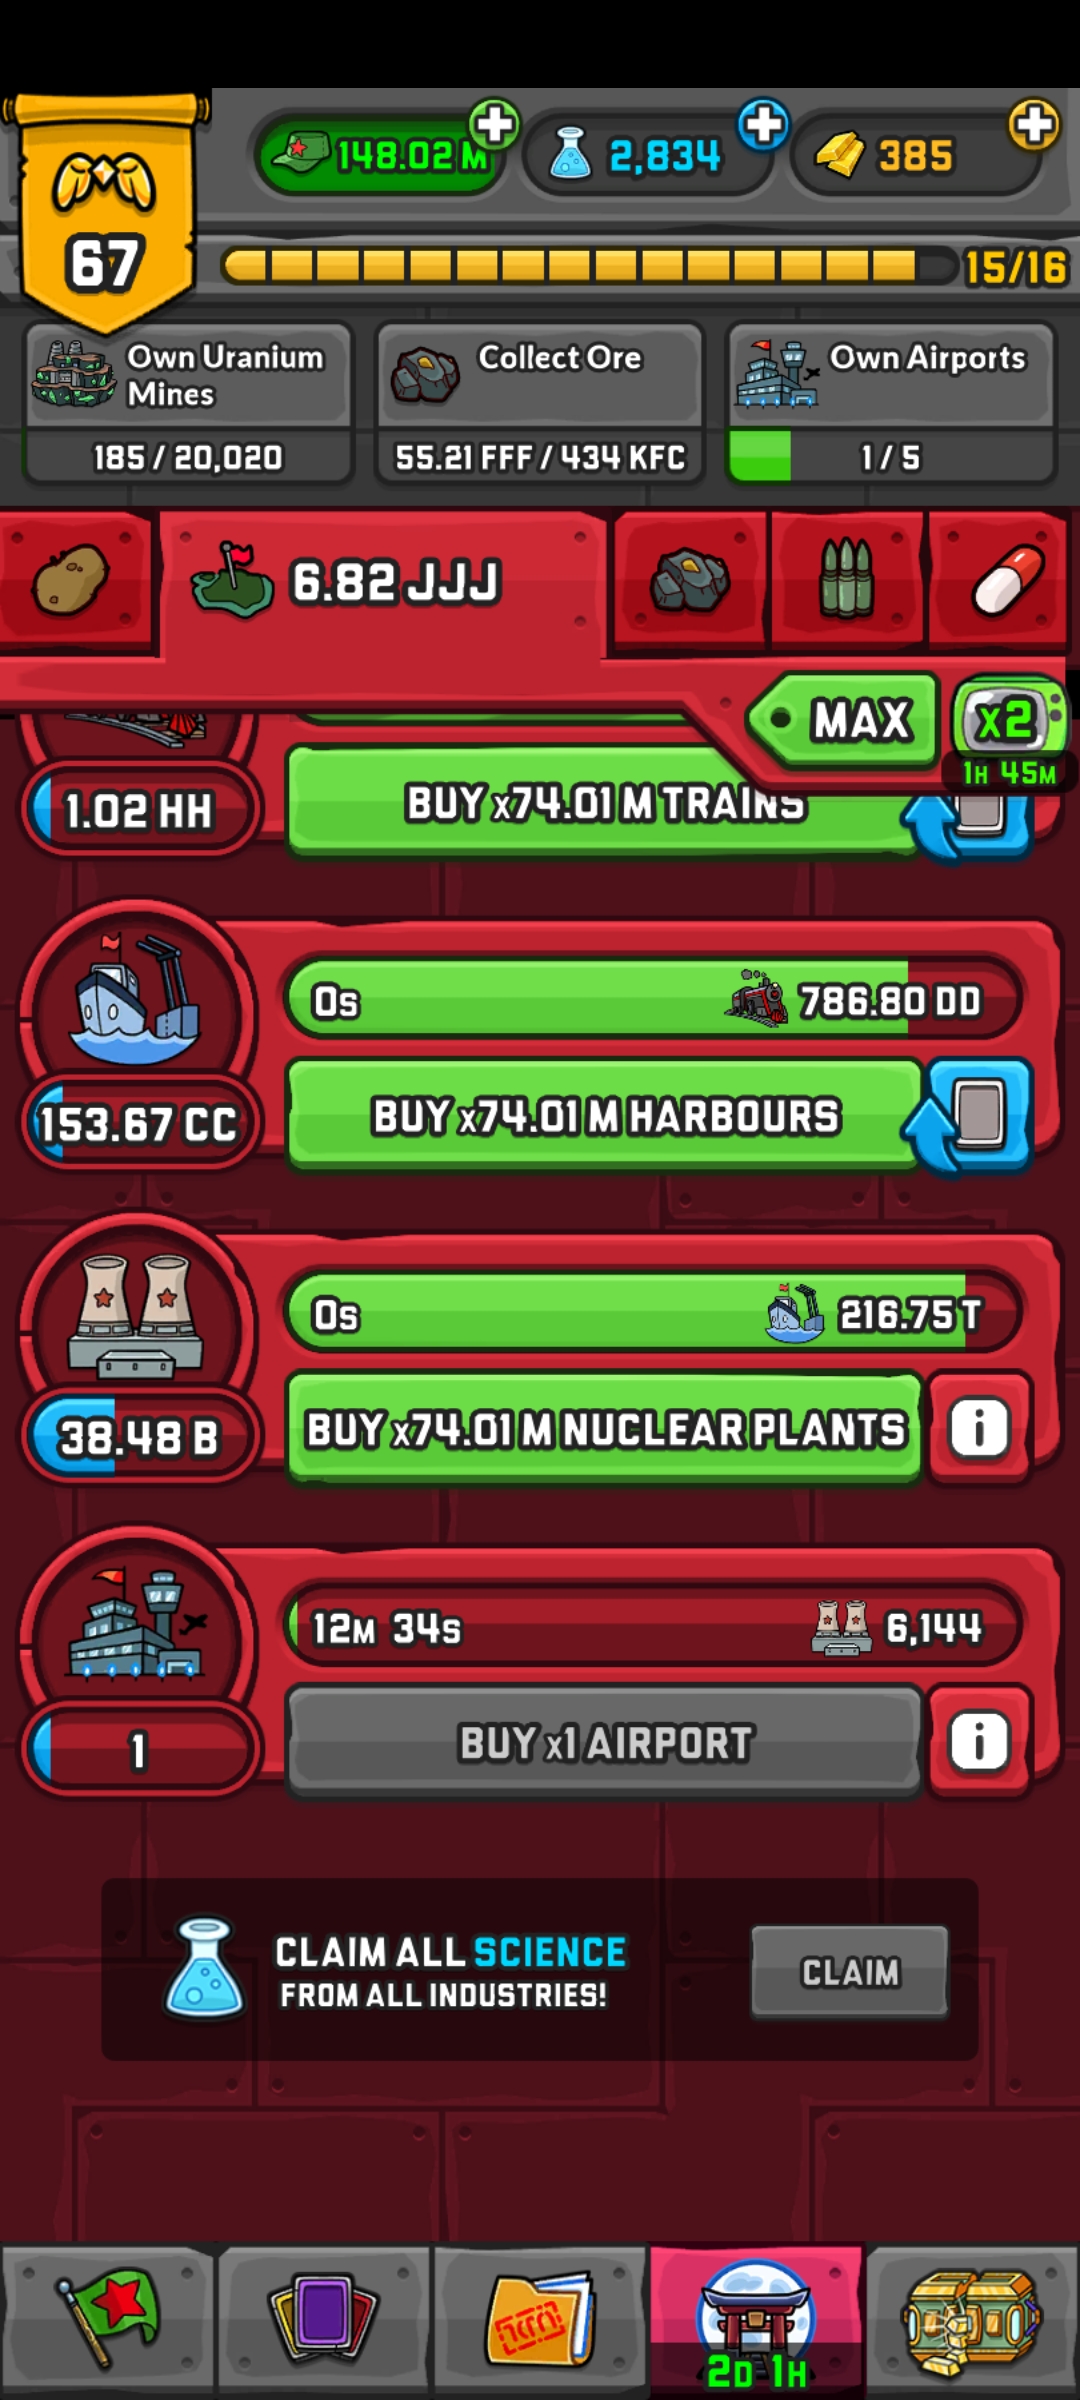 148.02 M
2,834
385
67
15/16
Own Uranium
Mines
185 / 20,020
Collect Ore
55.21 FFF / 434 KFC
Own Airports
1 / 5
6.82 JJJ
MAX
x2
1H 45M
1.02 HH
BUY x74.01 M TRAINS
0s
786.80 DD
153.67 CC
BUY x74.01 M HARBOURS
0s
216.75 T
38.48 B
BUY x74.01 M NUCLEAR PLANTS
i
12M 34s
6,144
1
BUY x1 AIRPORT
i
CLAIM ALL SCIENCE
FROM ALL INDUSTRIES!
CLAIM
2D 1H